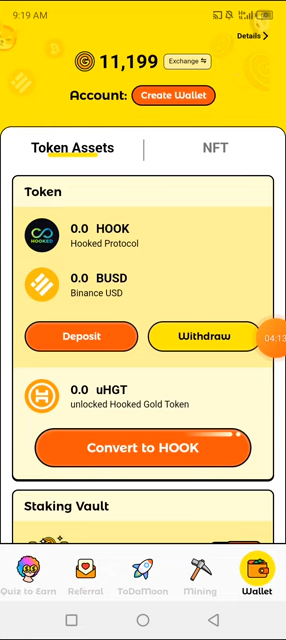 9:19 AM
Details >
11,199 Exchange
Account: Create Wallet
Token Assets NFT
Token
0.0 HOOK
HOOKED
Hooked Protocol
0.0 BUSD
Binance USD
Deposit Withdraw
04:13
0.0 uHGT
unlocked Hooked Gold Token
Convert to HOOK
Staking Vault
Quiz to Earn Referral ToDaMoon Mining Wallet